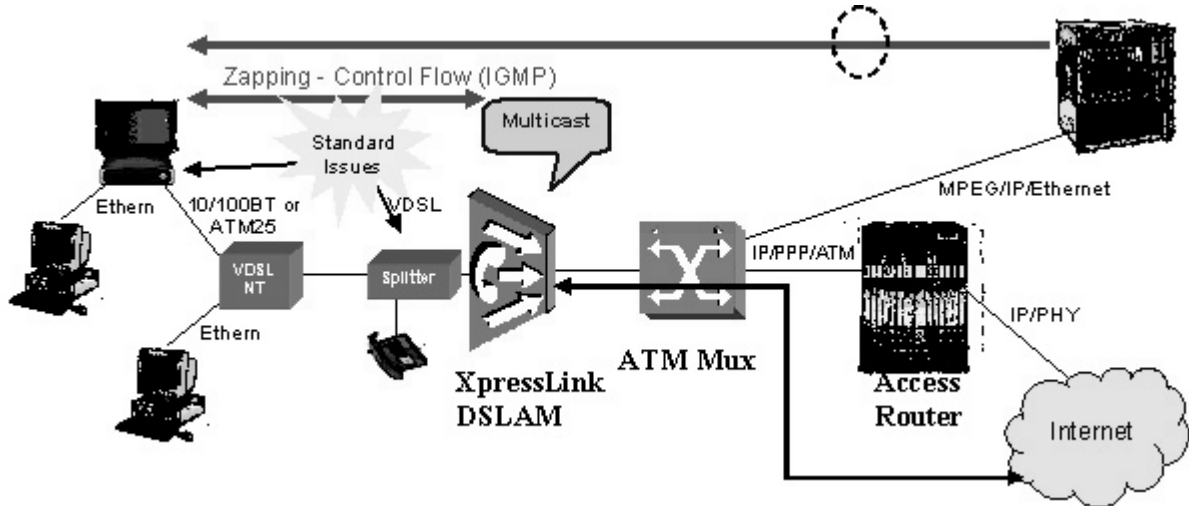 Zapping - Control Flow (IGMP)
Multicast
Standard
Issues
MPEG/IP/Ethernet
Ethern
10/100BT or
ATM25
VDSL
IP/PPP/ATM
VDSL
NT
Splitter
IP/PHY
Ethern
ATM Mux
XpressLink
DSLAM
Access
Router
Internet